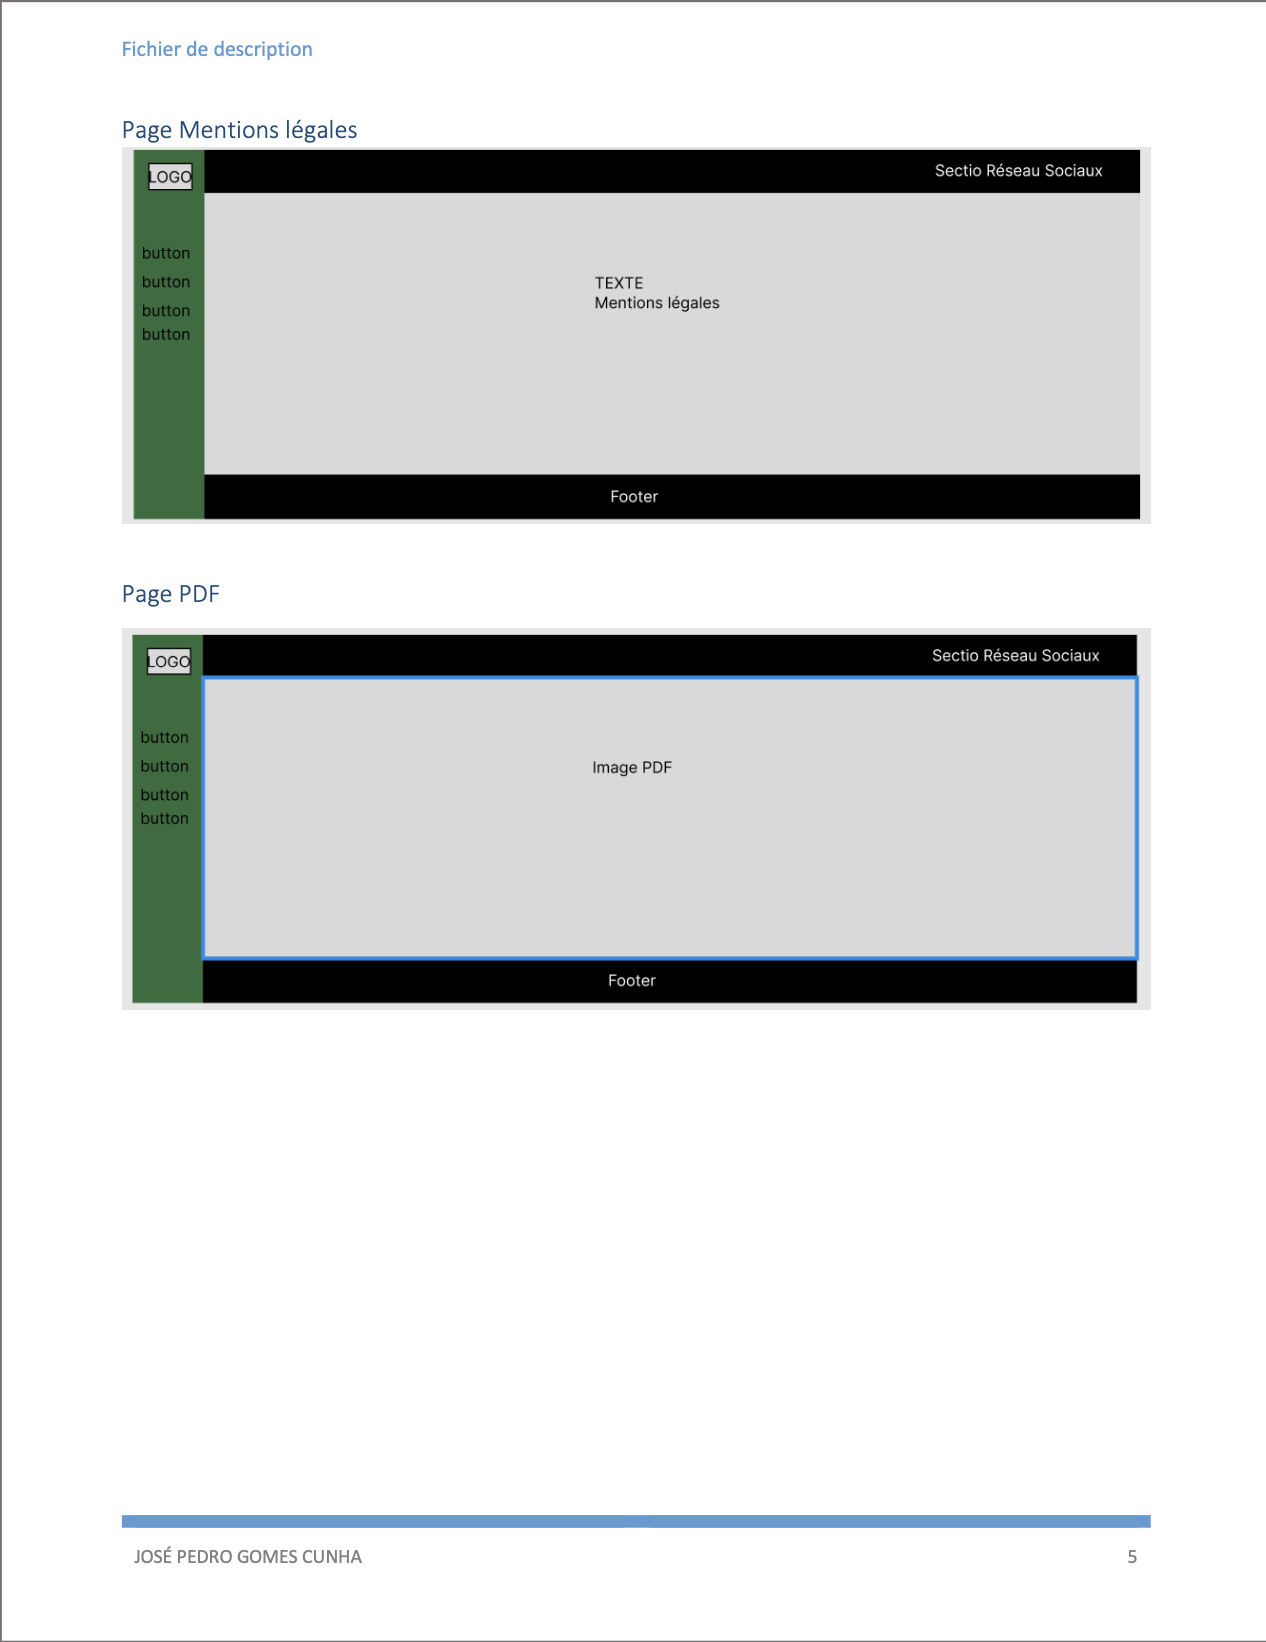 Fichier de description
Page Mentions légales
LOGO
Sectio Réseau Sociaux
button
button
button
button
TEXTE
Mentions légales
Footer
Page PDF
LOGO
Sectio Réseau Sociaux
button
button
button
button
Image PDF
Footer
JOSÉ PEDRO GOMES CUNHA 5